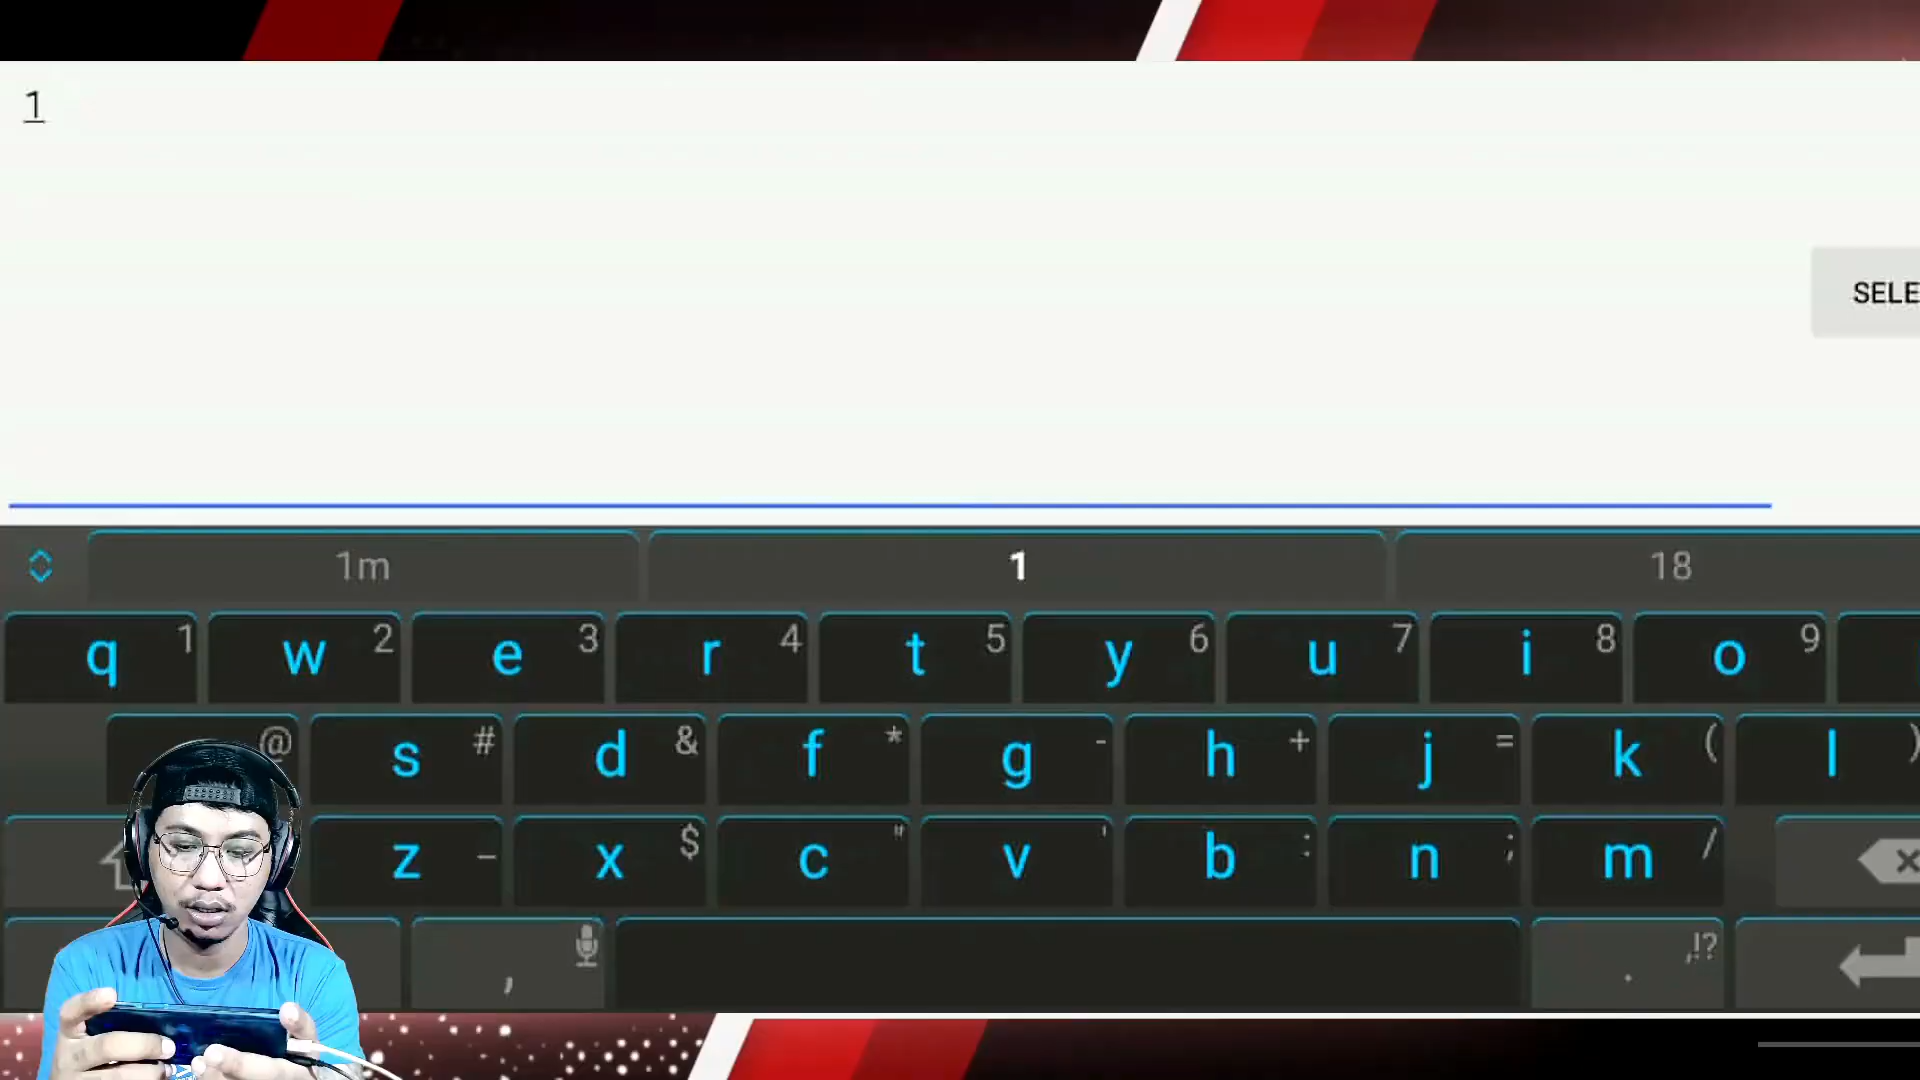 1
SELE
1m 1 18
q 1 w 2 e 3 r 4 t 5 y 6 u 7 i 8 o 9
@ s # d & f * g - h + j = k ( l )
z _ x $ c " v ' b : n ; m /
, . ,!?